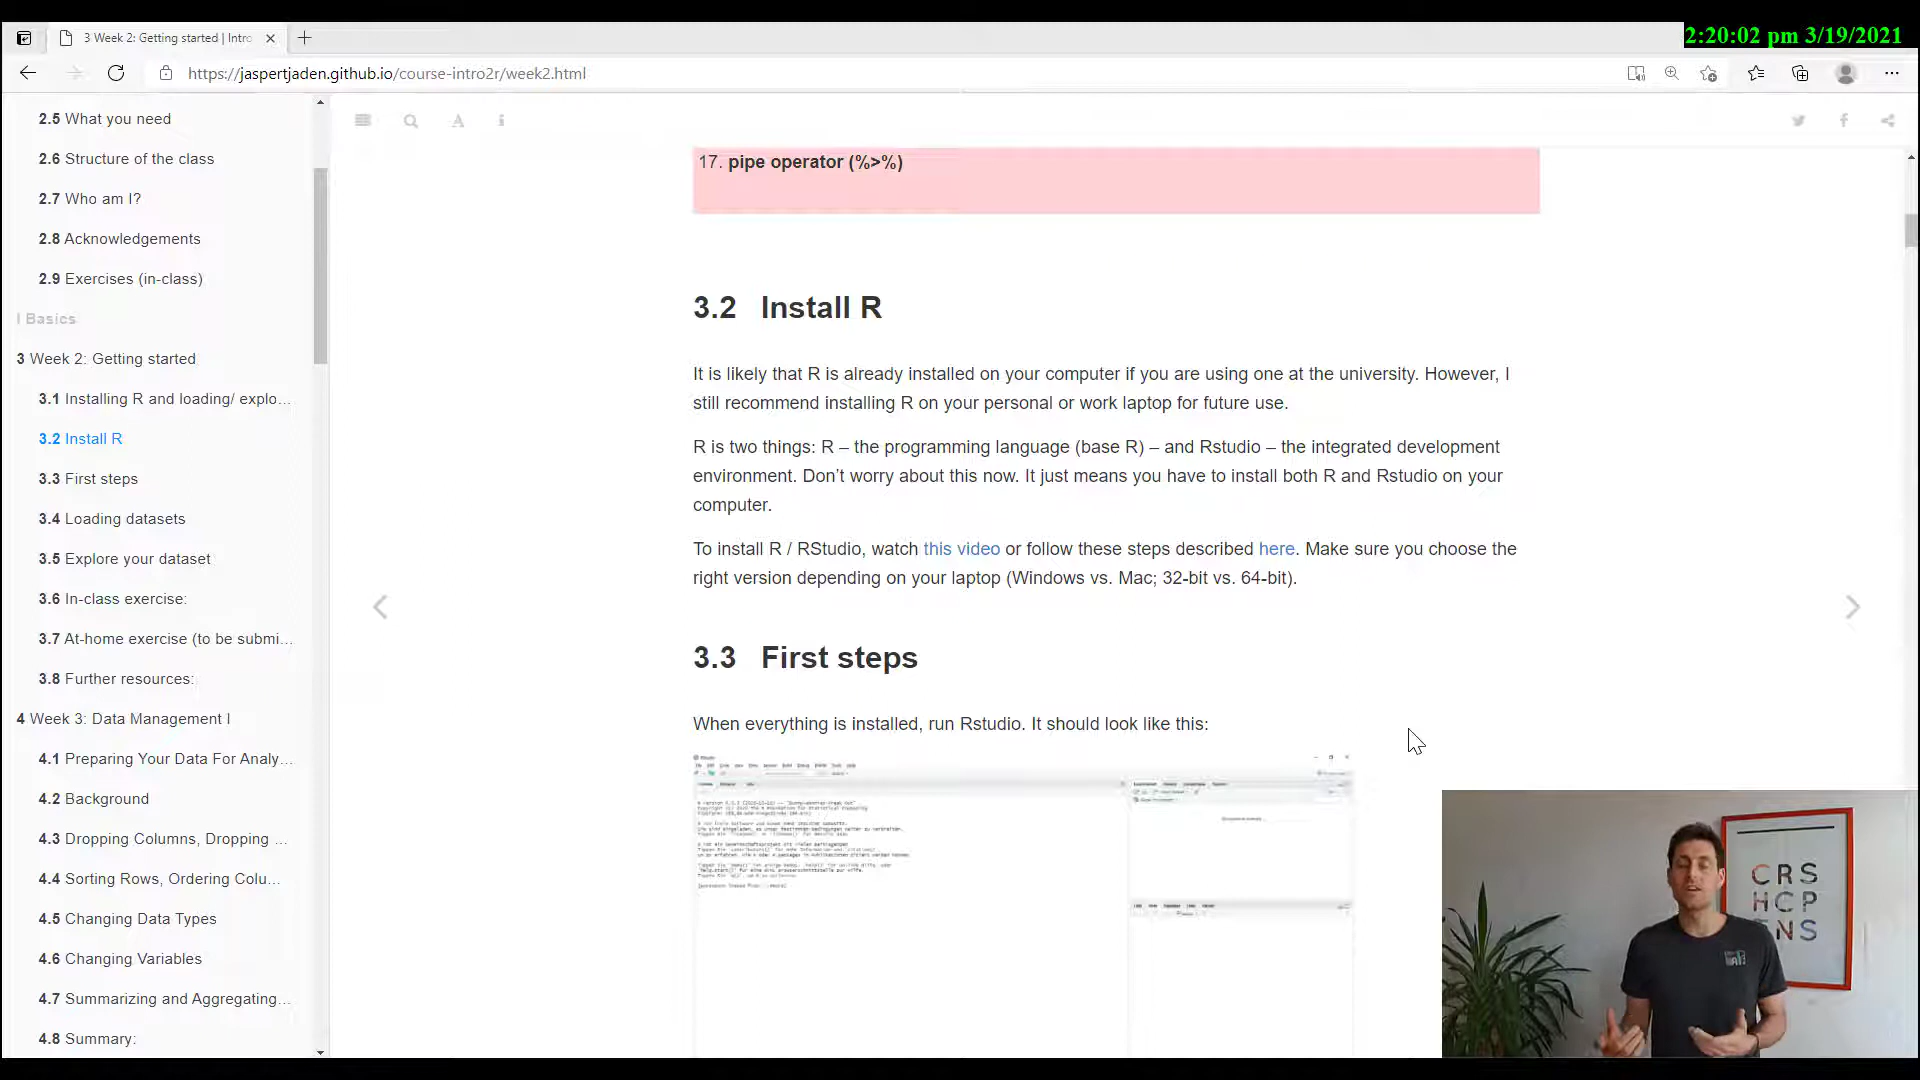 3 Week 2: Getting started | Intro
2:20:02 pm 3/19/2021
https://jaspertjaden.github.io/course-intro2r/week2.html
2.5 What you need
2.6 Structure of the class
2.7 Who am I?
2.8 Acknowledgements
2.9 Exercises (in-class)
I Basics
3 Week 2: Getting started
3.1 Installing R and loading/ explo...
3.2 Install R
3.3 First steps
3.4 Loading datasets
3.5 Explore your dataset
3.6 In-class exercise:
3.7 At-home exercise (to be submi...
3.8 Further resources:
4 Week 3: Data Management I
4.1 Preparing Your Data For Analy...
4.2 Background
4.3 Dropping Columns, Dropping ...
4.4 Sorting Rows, Ordering Colu...
4.5 Changing Data Types
4.6 Changing Variables
4.7 Summarizing and Aggregating...
4.8 Summary:
17. pipe operator (%>%)
3.2 Install R
It is likely that R is already installed on your computer if you are using one at the university. However, I
still recommend installing R on your personal or work laptop for future use.
R is two things: R – the programming language (base R) – and Rstudio – the integrated development
environment. Don’t worry about this now. It just means you have to install both R and Rstudio on your
computer.
To install R / RStudio, watch this video or follow these steps described here. Make sure you choose the
right version depending on your laptop (Windows vs. Mac; 32-bit vs. 64-bit).
3.3 First steps
When everything is installed, run Rstudio. It should look like this:
CRS
HCP
ENS